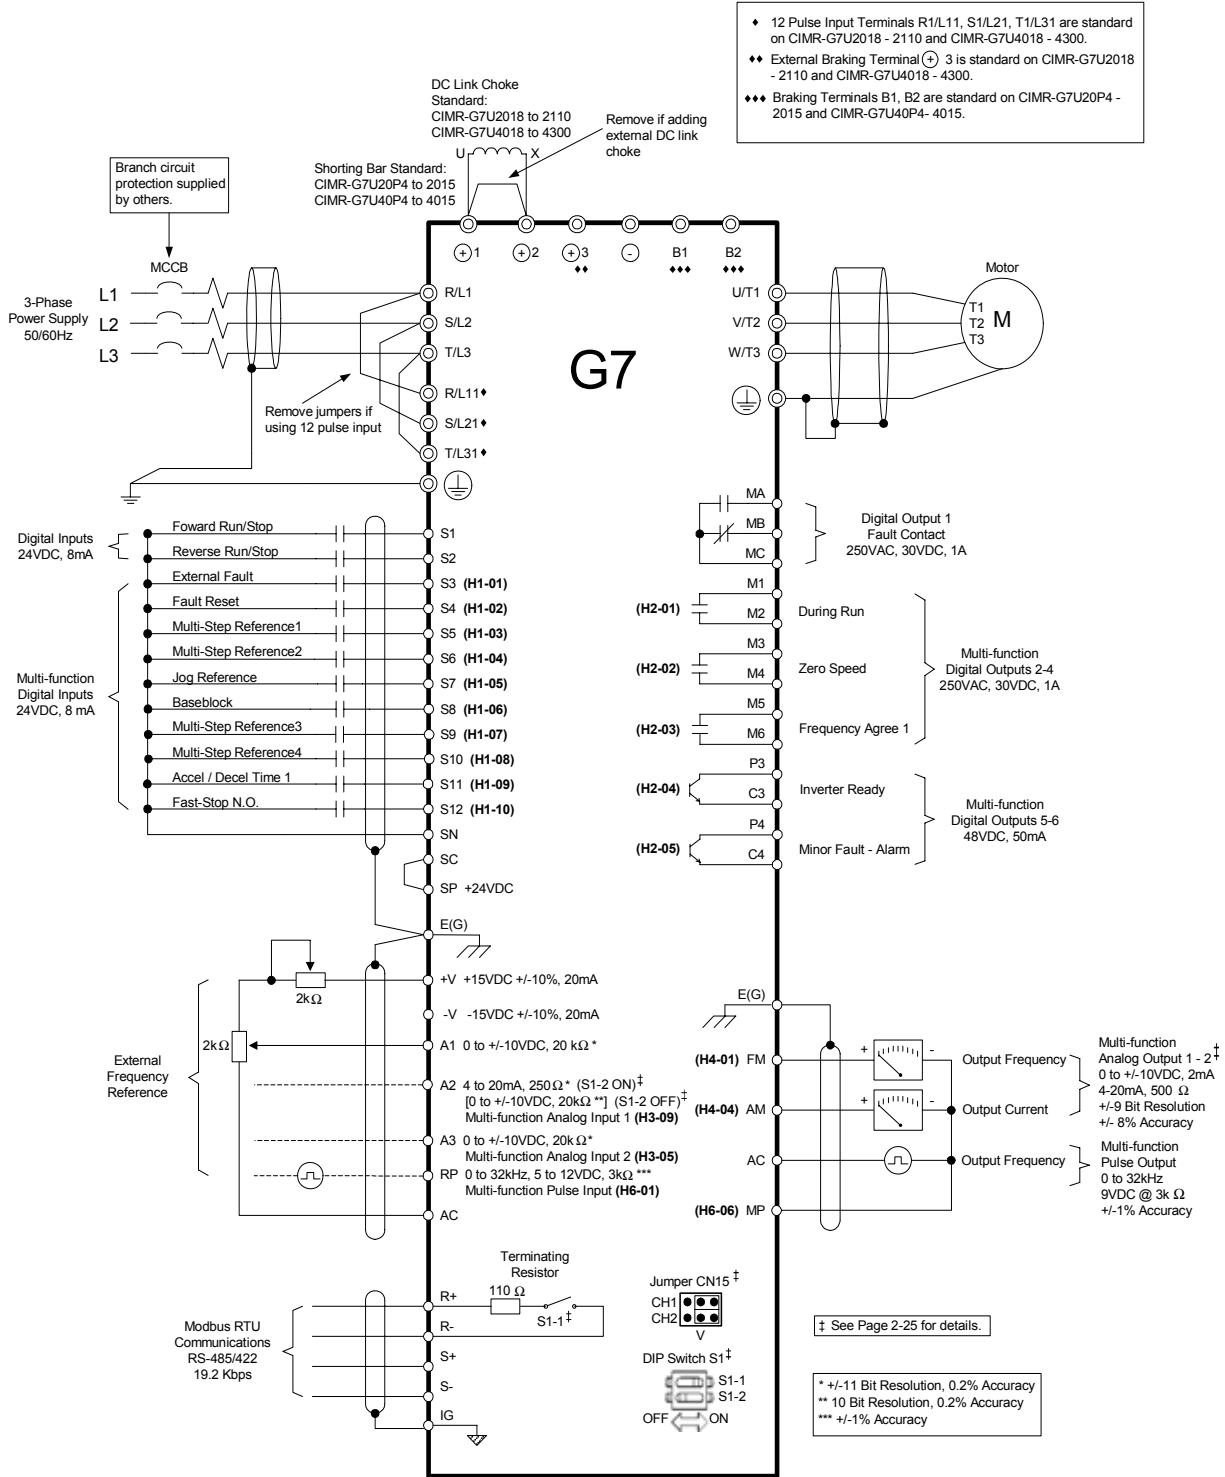 ♦ 12 Pulse Input Terminals R1/L11, S1/L21, T1/L31 are standard
on CIMR-G7U2018 - 2110 and CIMR-G7U4018 - 4300.
♦♦ External Braking Terminal (+) 3 is standard on CIMR-G7U2018
- 2110 and CIMR-G7U4018 - 4300.
♦♦♦ Braking Terminals B1, B2 are standard on CIMR-G7U20P4 -
2015 and CIMR-G7U40P4- 4015.
DC Link Choke
Standard:
CIMR-G7U2018 to 2110
CIMR-G7U4018 to 4300
Remove if adding
external DC link
choke
U X
Shorting Bar Standard:
CIMR-G7U20P4 to 2015
CIMR-G7U40P4 to 4015
Branch circuit
protection supplied
by others.
MCCB
3-Phase
Power Supply
50/60Hz
L1
L2
L3
+ 1
+ 2
+ 3
♦♦
-
B1
♦♦♦
B2
♦♦♦
R/L1
S/L2
T/L3
R/L11♦
S/L21♦
T/L31♦
Remove jumpers if
using 12 pulse input
G7
U/T1
V/T2
W/T3
Motor
T1
T2
T3
M
Digital Inputs
24VDC, 8mA
Foward Run/Stop
S1
Reverse Run/Stop
S2
Multi-function
Digital Inputs
24VDC, 8 mA
External Fault
S3 (H1-01)
Fault Reset
S4 (H1-02)
Multi-Step Reference1
S5 (H1-03)
Multi-Step Reference2
S6 (H1-04)
Jog Reference
S7 (H1-05)
Baseblock
S8 (H1-06)
Multi-Step Reference3
S9 (H1-07)
Multi-Step Reference4
S10 (H1-08)
Accel / Decel Time 1
S11 (H1-09)
Fast-Stop N.O.
S12 (H1-10)
SN
SC
SP +24VDC
E(G)
MA
MB
MC
Digital Output 1
Fault Contact
250VAC, 30VDC, 1A
M1
(H2-01)
M2
During Run
M3
(H2-02)
M4
Zero Speed
M5
(H2-03)
M6
Frequency Agree 1
Multi-function
Digital Outputs 2-4
250VAC, 30VDC, 1A
P3
(H2-04)
C3
Inverter Ready
P4
(H2-05)
C4
Minor Fault - Alarm
Multi-function
Digital Outputs 5-6
48VDC, 50mA
External
Frequency
Reference
2kΩ
2kΩ
+V +15VDC +/-10%, 20mA
-V -15VDC +/-10%, 20mA
A1 0 to +/-10VDC, 20 kΩ *
A2 4 to 20mA, 250 Ω * (S1-2 ON)‡
[0 to +/-10VDC, 20kΩ **] (S1-2 OFF)‡
Multi-function Analog Input 1 (H3-09)
A3 0 to +/-10VDC, 20kΩ*
Multi-function Analog Input 2 (H3-05)
RP 0 to 32kHz, 5 to 12VDC, 3kΩ ***
Multi-function Pulse Input (H6-01)
AC
E(G)
(H4-01) FM
+ -
Output Frequency
(H4-04) AM
+ -
Output Current
Multi-function
Analog Output 1 - 2‡
0 to +/-10VDC, 2mA
4-20mA, 500 Ω
+/-9 Bit Resolution
+/- 8% Accuracy
AC
Output Frequency
(H6-06) MP
Multi-function
Pulse Output
0 to 32kHz
9VDC @ 3k Ω
+/-1% Accuracy
Modbus RTU
Communications
RS-485/422
19.2 Kbps
R+
R-
S+
S-
IG
Terminating
Resistor
110 Ω
S1-1‡
Jumper CN15 ‡
CH1
CH2
V
DIP Switch S1‡
S1-1
S1-2
OFF ON
‡ See Page 2-25 for details.
* +/-11 Bit Resolution, 0.2% Accuracy
** 10 Bit Resolution, 0.2% Accuracy
*** +/-1% Accuracy